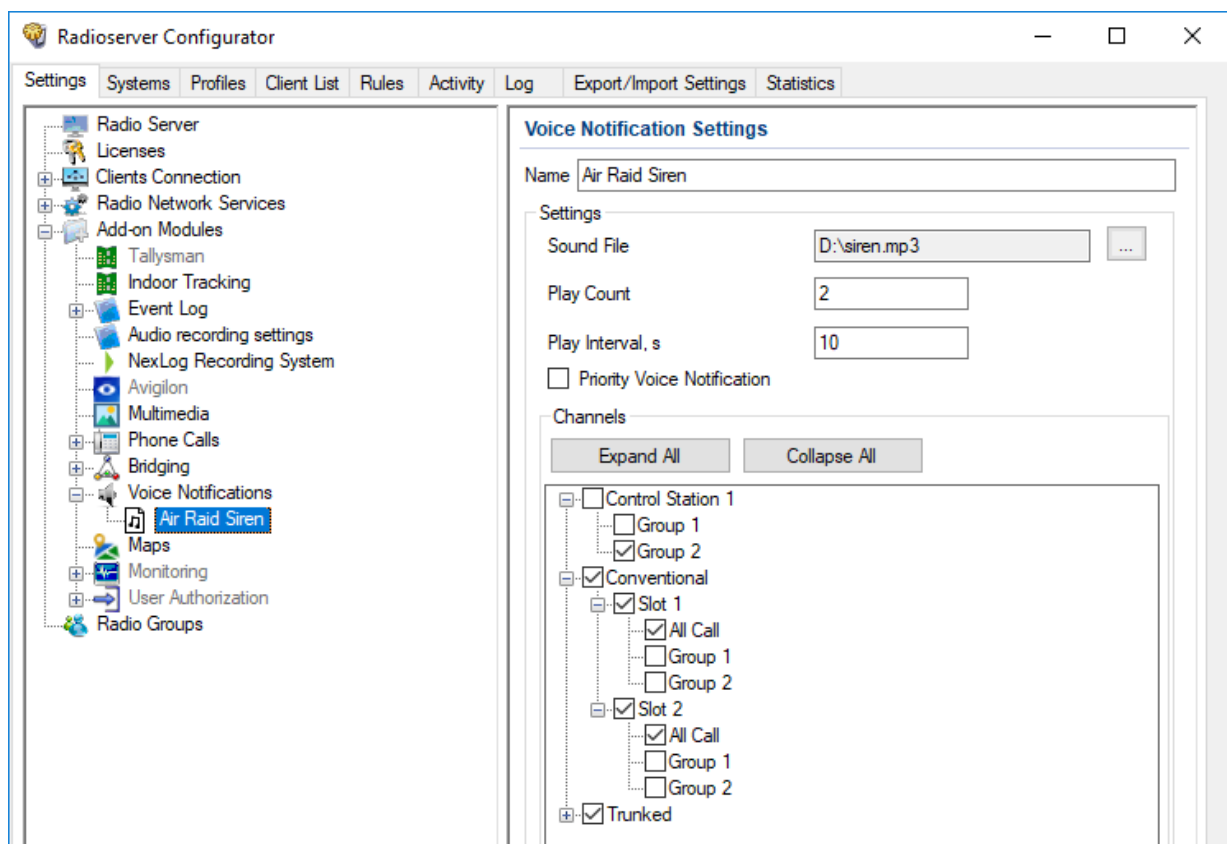 Radioserver Configurator
Settings Systems Profiles Client List Rules Activity Log Export/Import Settings Statistics
Radio Server
Licenses
Clients Connection
Radio Network Services
Add-on Modules
Tallysman
Indoor Tracking
Event Log
Audio recording settings
NexLog Recording System
Avigilon
Multimedia
Phone Calls
Bridging
Voice Notifications
Air Raid Siren
Maps
Monitoring
User Authorization
Radio Groups
Voice Notification Settings
Name Air Raid Siren
Settings
Sound File D:\siren.mp3 ...
Play Count 2
Play Interval, s 10
Priority Voice Notification
Channels
Expand All Collapse All
Control Station 1
Group 1
Group 2
Conventional
Slot 1
All Call
Group 1
Group 2
Slot 2
All Call
Group 1
Group 2
Trunked